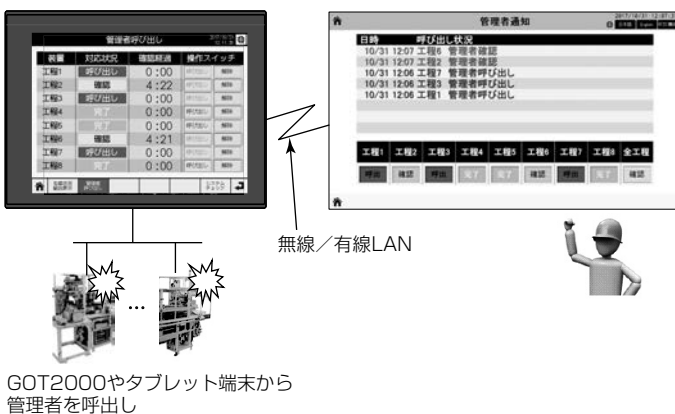 管理者呼び出し
装置 対応状況 確認経過 操作スイッチ
工程1 呼び出し 0:00
工程2 確認 4:22
工程3 呼び出し 0:00
工程4 完了 0:00
工程5 完了 0:00
工程6 確認 4:21
工程7 呼び出し 0:00
工程8 完了 0:00
管理者通知
日時 呼び出し状況
10/31 12:07 工程6 管理者確認
10/31 12:07 工程2 管理者確認
10/31 12:06 工程7 管理者呼び出し
10/31 12:06 工程3 管理者呼び出し
10/31 12:06 工程1 管理者呼び出し
工程1 工程2 工程3 工程4 工程5 工程6 工程7 工程8 全工程
呼出 確認 呼出 完了 完了 確認 呼出 完了 確認
無線／有線LAN
…
GOT2000やタブレット端末から
管理者を呼出し